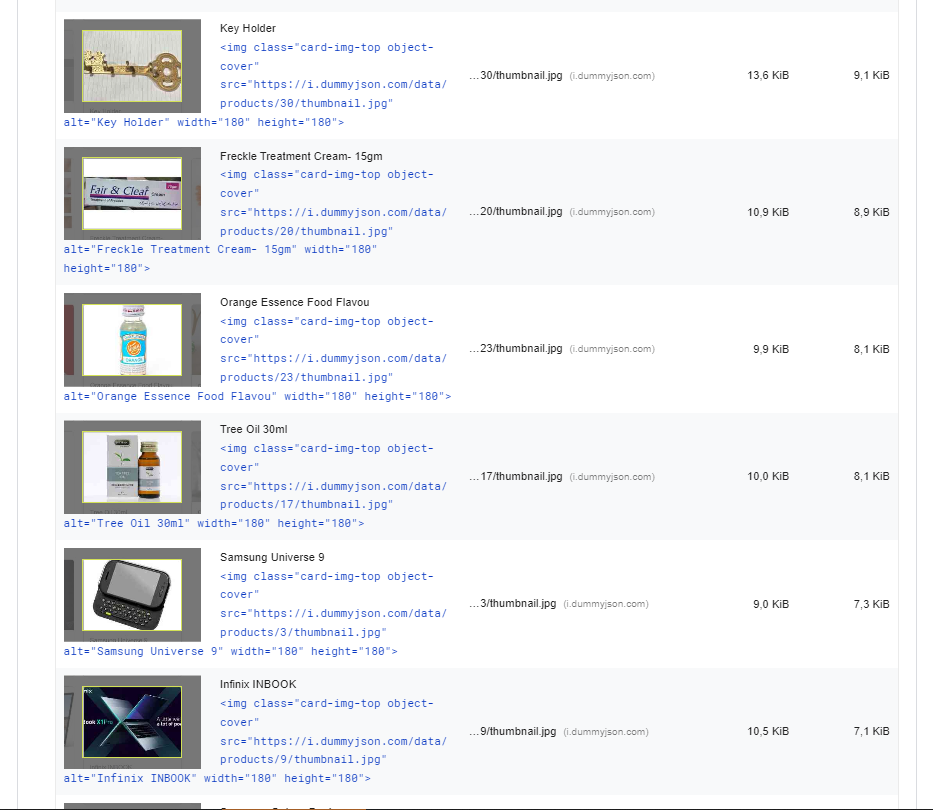 Key Holder
<img class="card-img-top object-
cover"
src="https://i.dummyjson.com/data/
products/30/thumbnail.jpg"
alt="Key Holder" width="180" height="180">
…30/thumbnail.jpg (i.dummyjson.com)
13,6 KiB
9,1 KiB
Fair & Clear
Cream
Freckle Treatment Cream- 15gm
<img class="card-img-top object-
cover"
src="https://i.dummyjson.com/data/
products/20/thumbnail.jpg"
alt="Freckle Treatment Cream- 15gm" width="180"
height="180">
…20/thumbnail.jpg (i.dummyjson.com)
10,9 KiB
8,9 KiB
Orange Essence Food Flavou
<img class="card-img-top object-
cover"
src="https://i.dummyjson.com/data/
products/23/thumbnail.jpg"
alt="Orange Essence Food Flavou" width="180" height="180">
…23/thumbnail.jpg (i.dummyjson.com)
9,9 KiB
8,1 KiB
Tree Oil 30ml
<img class="card-img-top object-
cover"
src="https://i.dummyjson.com/data/
products/17/thumbnail.jpg"
alt="Tree Oil 30ml" width="180" height="180">
…17/thumbnail.jpg (i.dummyjson.com)
10,0 KiB
8,1 KiB
Samsung Universe 9
<img class="card-img-top object-
cover"
src="https://i.dummyjson.com/data/
products/3/thumbnail.jpg"
alt="Samsung Universe 9" width="180" height="180">
…3/thumbnail.jpg (i.dummyjson.com)
9,0 KiB
7,3 KiB
Infinix INBOOK
<img class="card-img-top object-
cover"
src="https://i.dummyjson.com/data/
products/9/thumbnail.jpg"
alt="Infinix INBOOK" width="180" height="180">
…9/thumbnail.jpg (i.dummyjson.com)
10,5 KiB
7,1 KiB